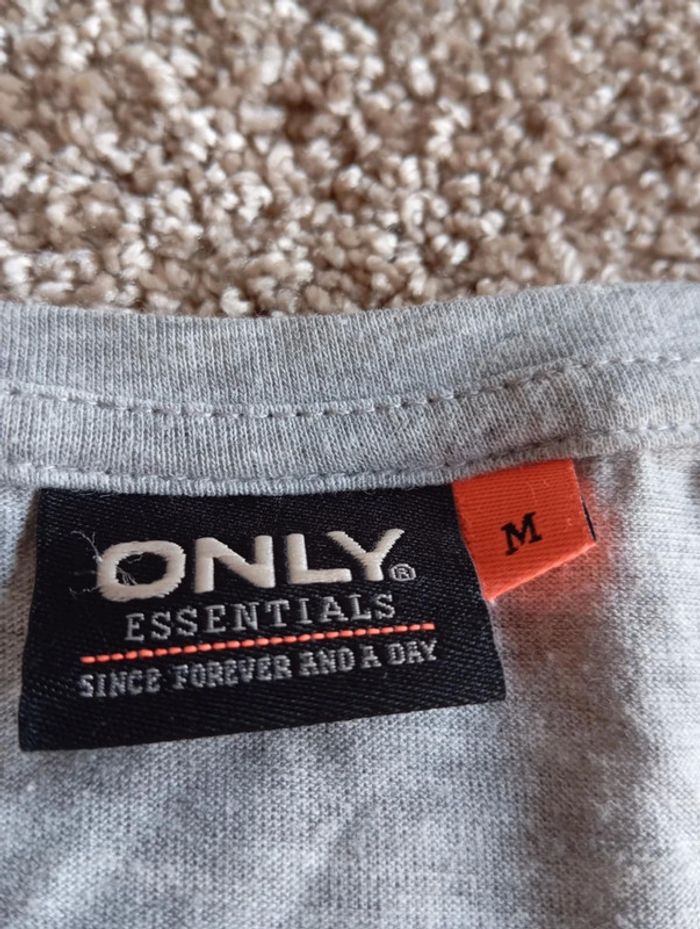 ONLY®
ESSENTIALS
SINCE FOREVER AND A DAY
M